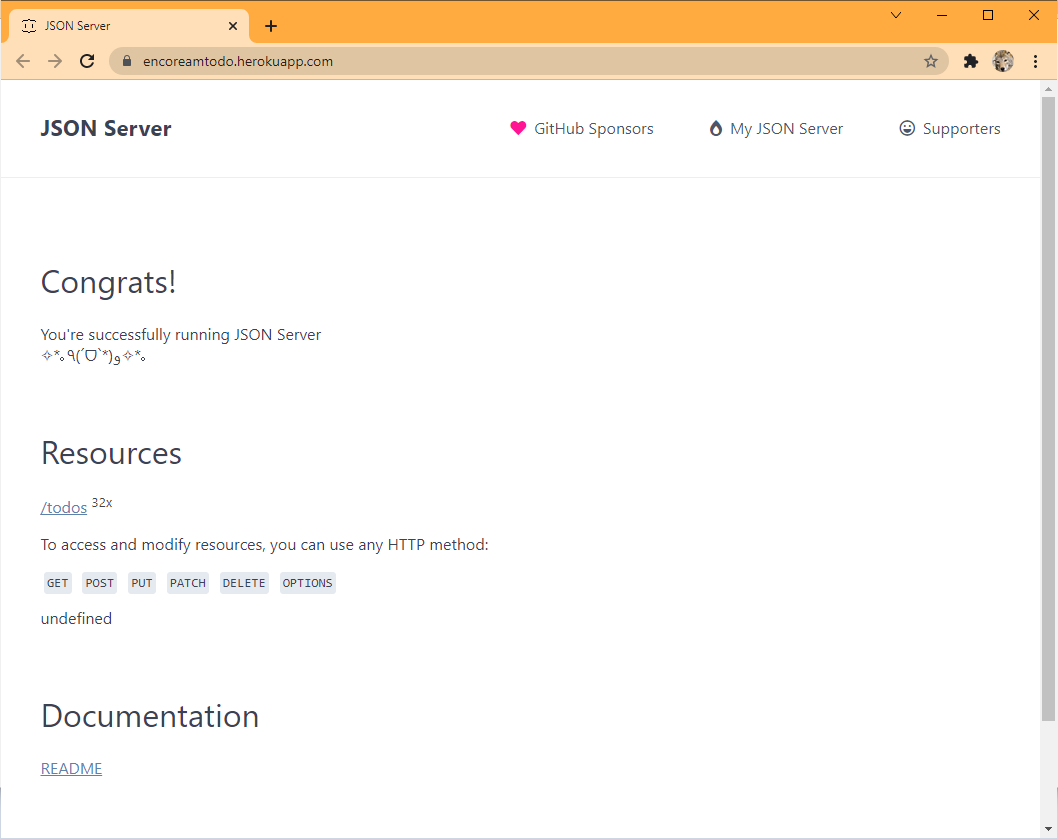 JSON Server
encoreamtodo.herokuapp.com
JSON Server
GitHub Sponsors
My JSON Server
Supporters
Congrats!
You're successfully running JSON Server
✧*｡٩(ˊᗜˋ*)و✧*｡
Resources
/todos 32x
To access and modify resources, you can use any HTTP method:
GET POST PUT PATCH DELETE OPTIONS
undefined
Documentation
README